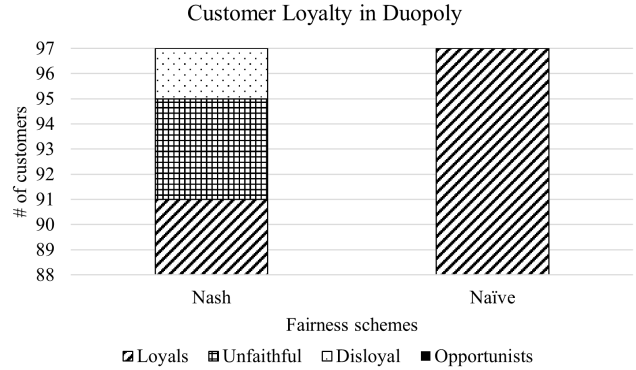 Customer Loyalty in Duopoly
97
96
95
94
93
92
91
90
89
88
# of customers
Nash
Naïve
Fairness schemes
Loyals
Unfaithful
Disloyal
Opportunists